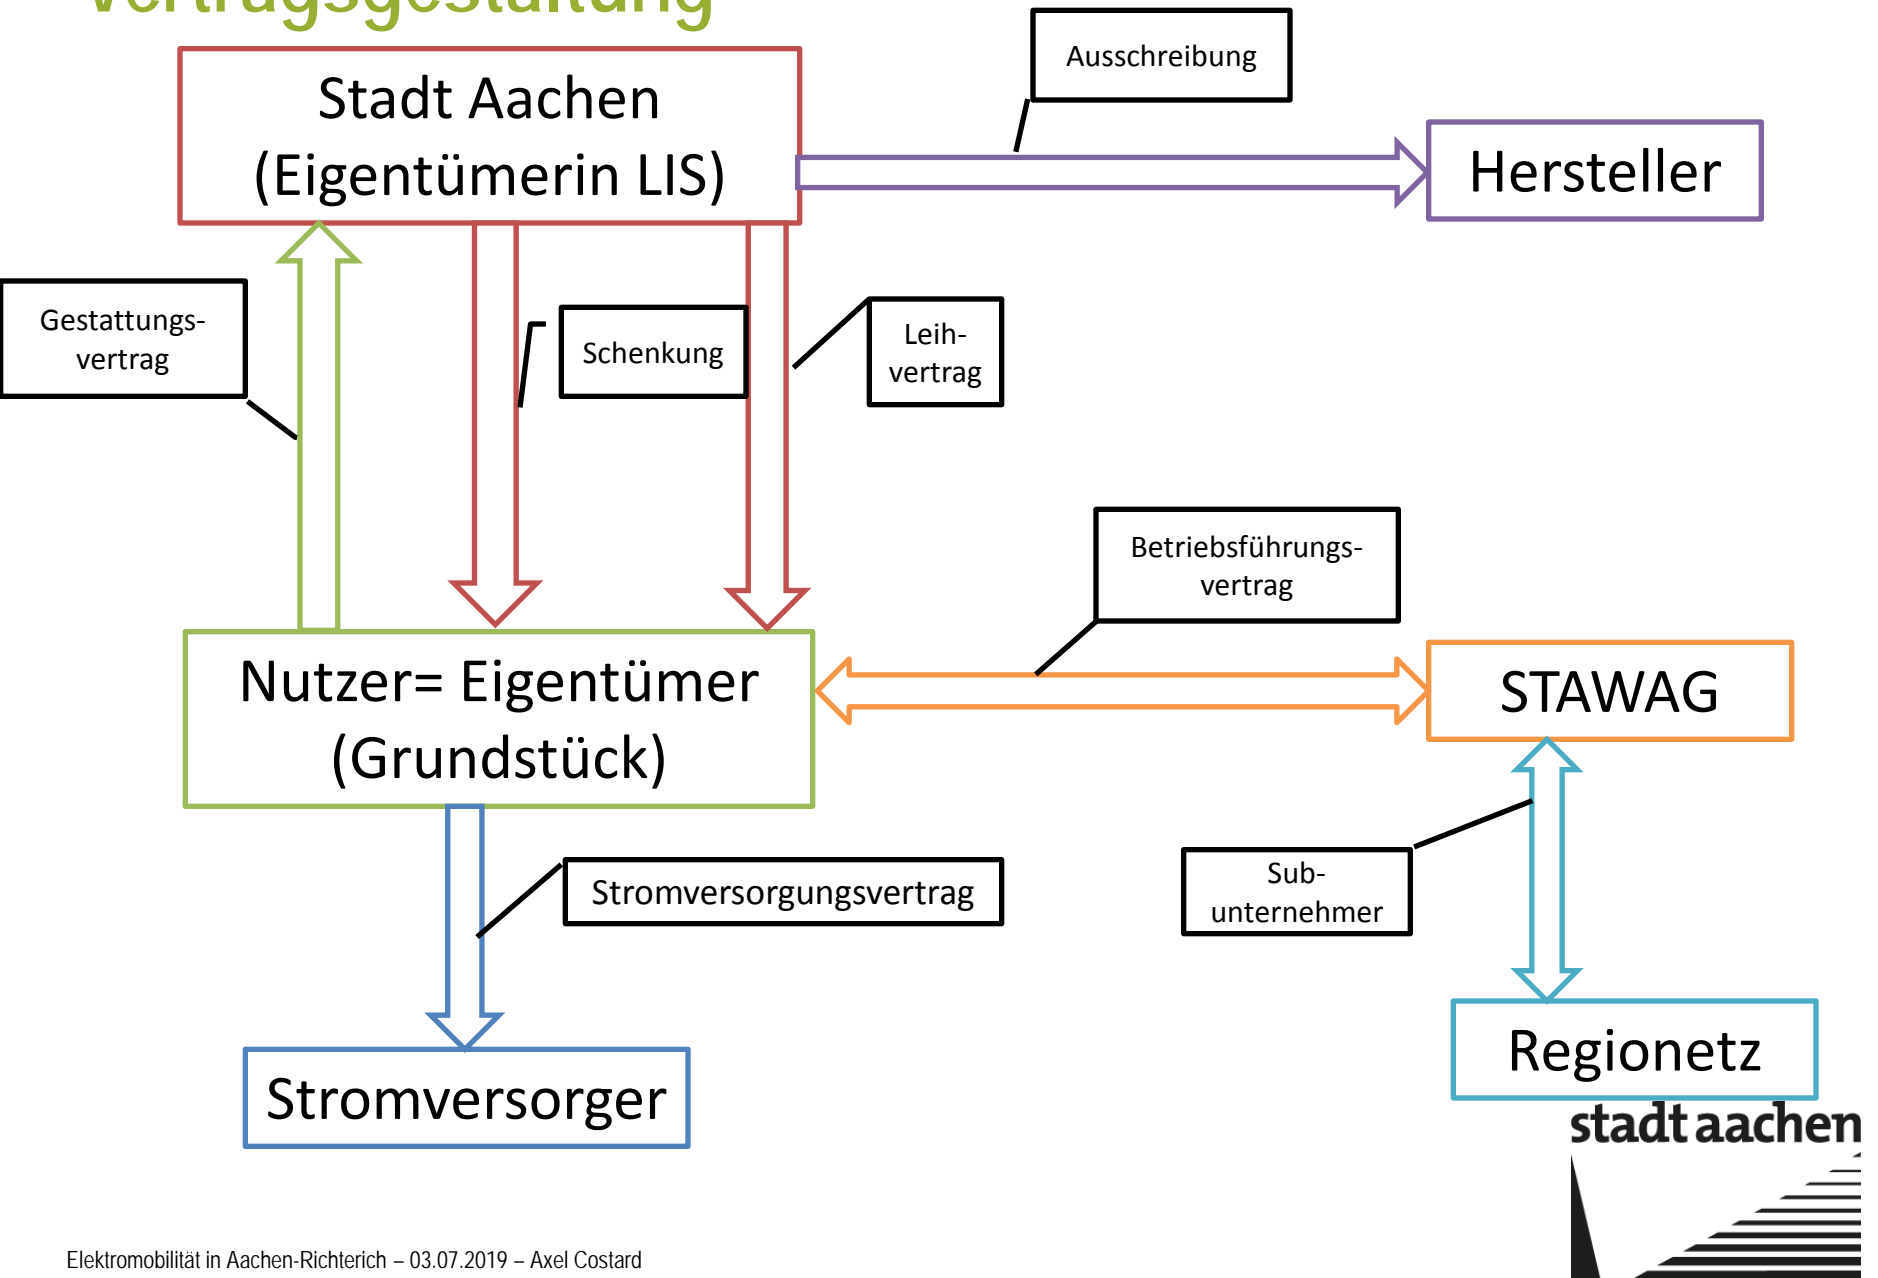 Vertragsgestaltung
Ausschreibung
Stadt Aachen
(Eigentümerin LIS)
Hersteller
Gestattungs-
vertrag
Schenkung
Leih-
vertrag
Betriebsführungs-
vertrag
Nutzer= Eigentümer
(Grundstück)
STAWAG
Stromversorgungsvertrag
Sub-
unternehmer
Regionetz
Stromversorger
stadt aachen
Elektromobilität in Aachen-Richterich – 03.07.2019 – Axel Costard